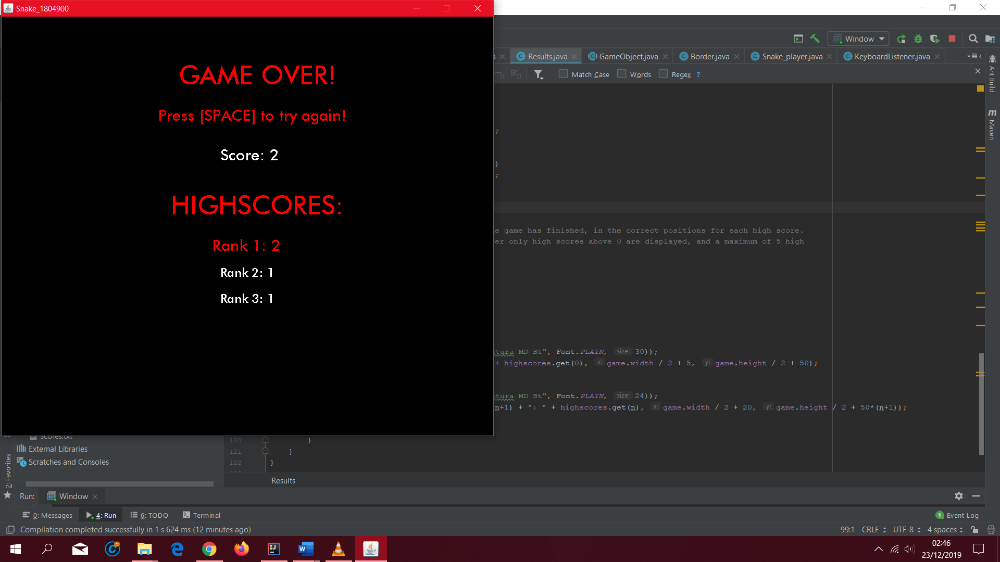 Snake_1804900
GAME OVER!
Press [SPACE] to try again!
Score: 2
HIGHSCORES:
Rank 1: 2
Rank 2: 1
Rank 3: 1
Window
Results.java
GameObject.java
Border.java
Snake_player.java
KeyboardListener.java
3
Match Case
Words
Regex
?
Ant Build
m Maven
;
)
;
game has finished, in the correct positions for each high score.
only high scores above 0 are displayed, and a maximum of 5 high
MD Bt", Font.PLAIN, size: 30));
+ highscores.get(0), x: game.width / 2 + 5, y: game.height / 2 + 50);
MD Bt", Font.PLAIN, size: 24));
n+1) + ": " + highscores.get(n), x: game.width / 2 + 20, y: game.height / 2 + 50*(n+1));
120 }
121 }
122 }
scores.txt
External Libraries
Scratches and Consoles
2: Favorites
Results
Run:
Window
0: Messages
4: Run
6: TODO
Terminal
1 Event Log
Compilation completed successfully in 1 s 624 ms (12 minutes ago)
99:1
CRLF
UTF-8
4 spaces
02:46
23/12/2019